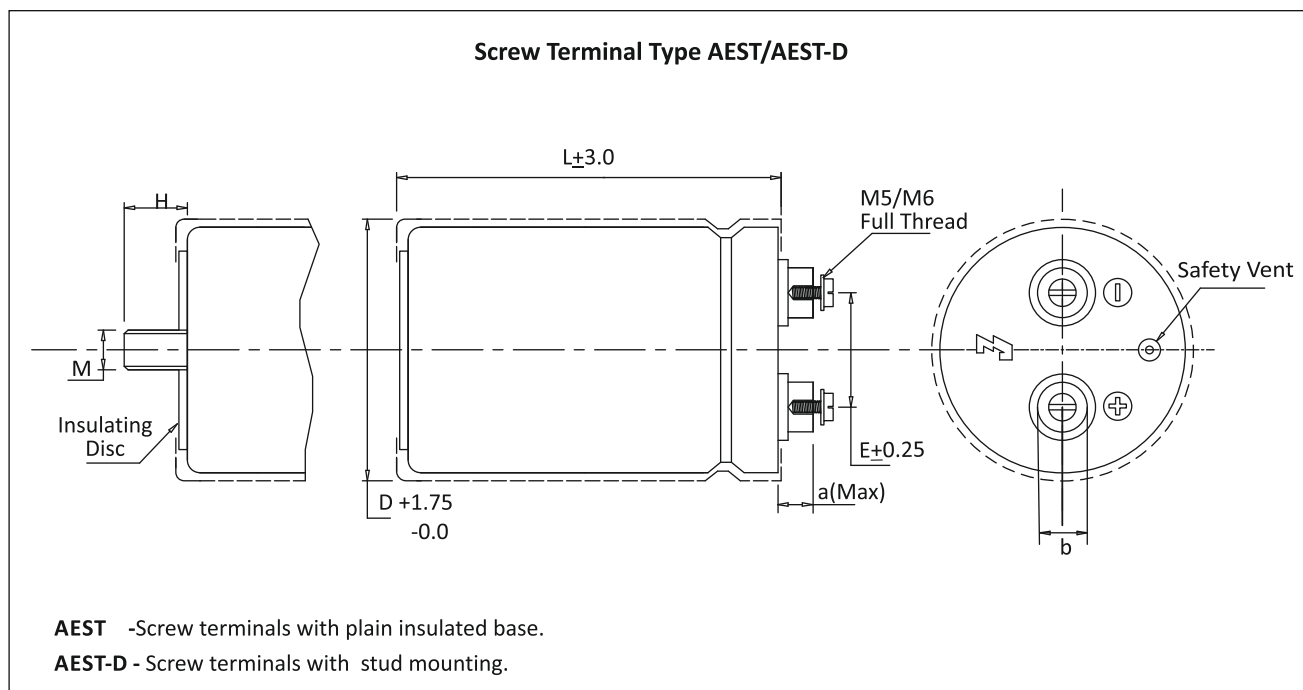 Screw Terminal Type AEST/AEST-D
L±3.0
H
M5/M6
Full Thread
Safety Vent
M
Insulating
Disc
E±0.25
a(Max)
D +1.75
-0.0
b
AEST -Screw terminals with plain insulated base.
AEST-D - Screw terminals with stud mounting.